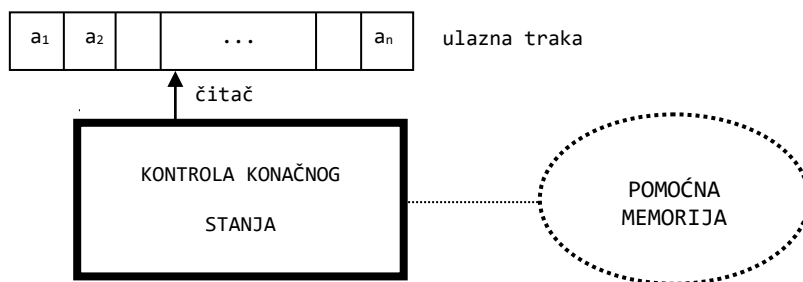 a₁ a₂ ... aₙ ulazna traka
čitač
KONTROLA KONAČNOG
STANJA
POMOĆNA
MEMORIJA